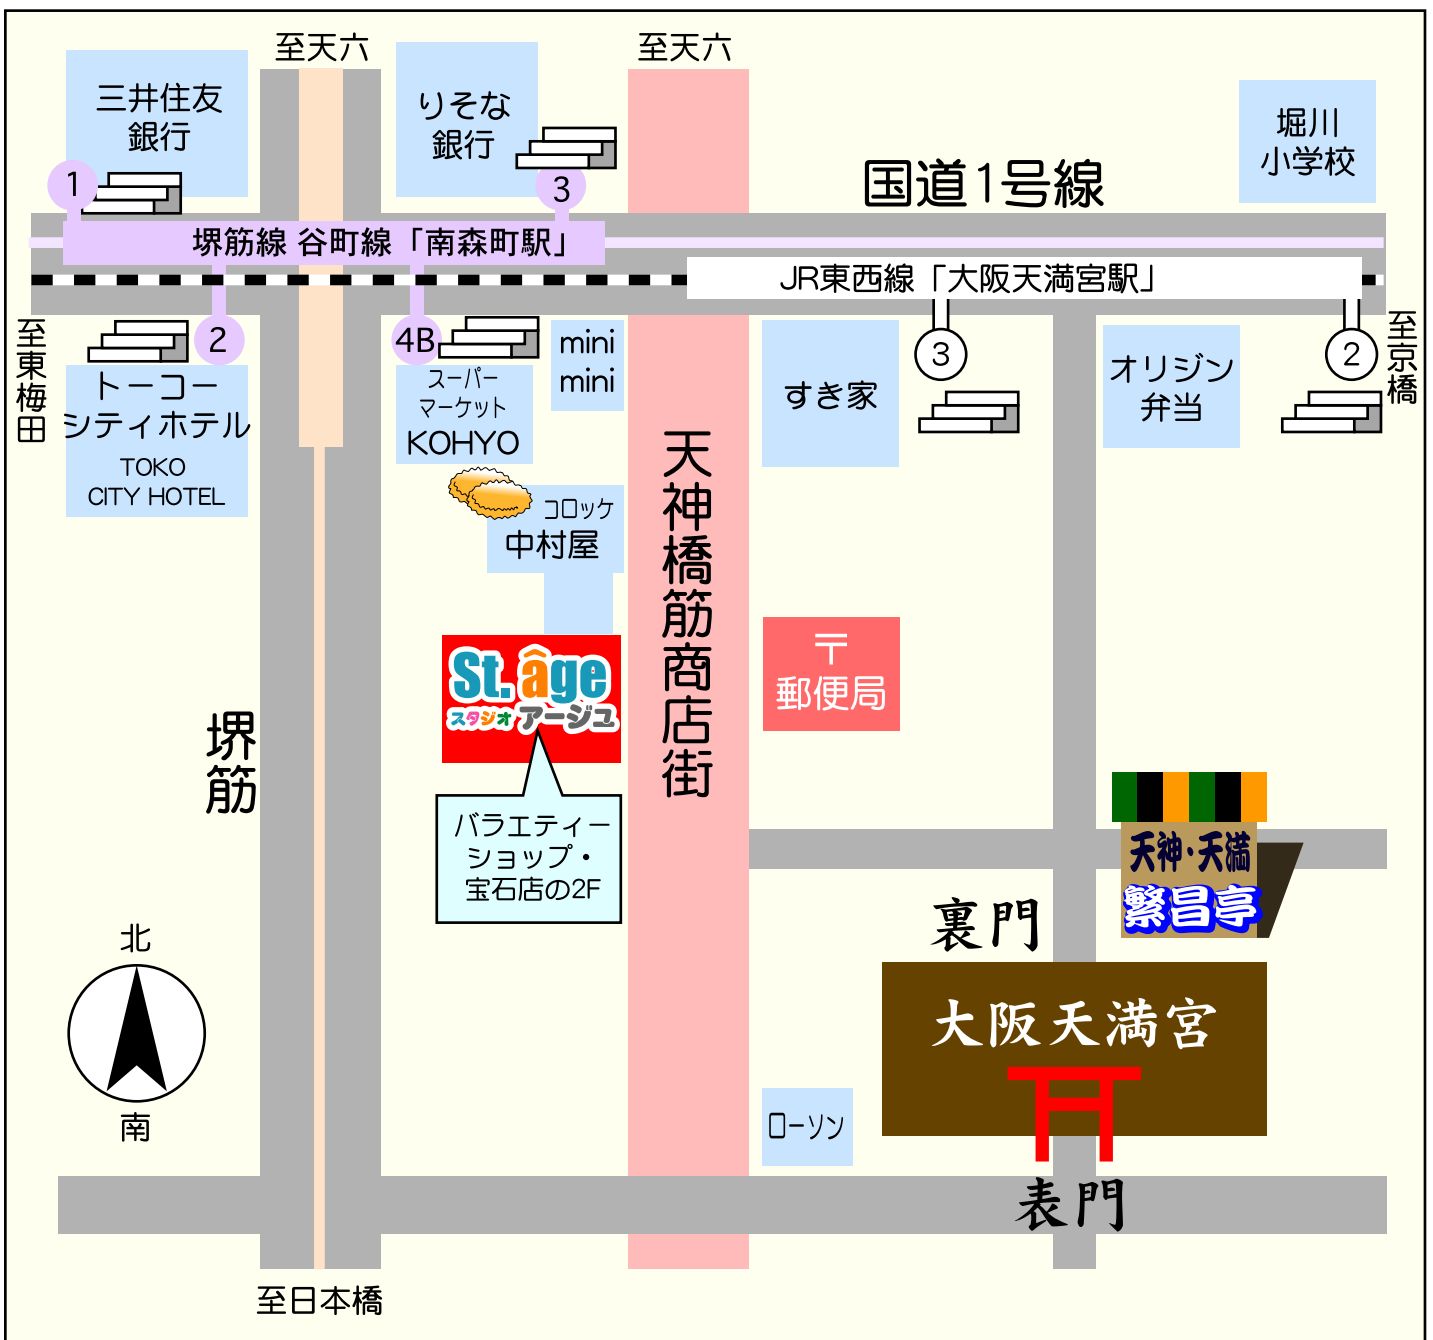 至天六
至天六
三井住友
銀行
りそな
銀行
堀川
小学校
国道1号線
1
3
堺筋線 谷町線「南森町駅」
JR東西線「大阪天満宮駅」
至東梅田
2
4B
mini
mini
3
2
至京橋
トーコー
シティホテル
TOKO
CITY HOTEL
スーパー
マーケット
KOHYO
すき家
オリジン
弁当
コロッケ
中村屋
天神橋筋商店街
St. âge
スタジオ アージュ
〒
郵便局
堺筋
バラエティー
ショップ・
宝石店の2F
天神・天満
繁昌亭
裏門
北
南
大阪天満宮
ローソン
表門
至日本橋